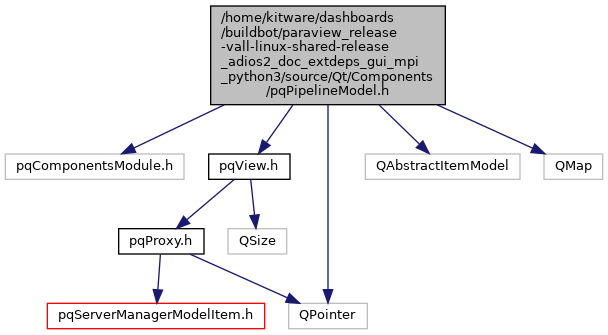 /home/kitware/dashboards
/buildbot/paraview_release
-vall-linux-shared-release
_adios2_doc_extdeps_gui_mpi
_python3/source/Qt/Components
/pqPipelineModel.h
pqComponentsModule.h
pqView.h
QAbstractItemModel
QMap
pqProxy.h
QSize
pqServerManagerModelItem.h
QPointer